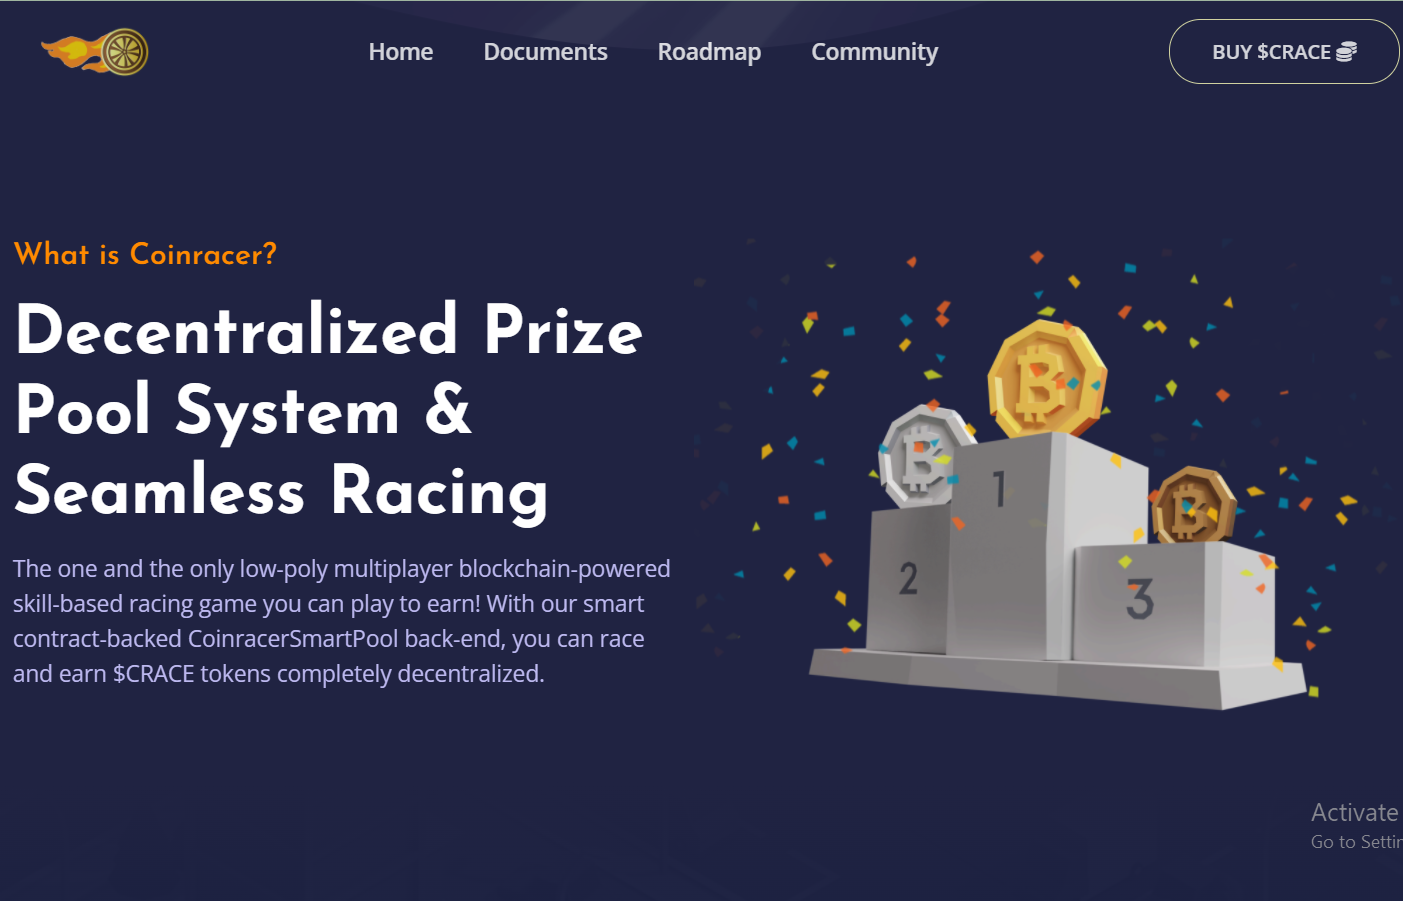 Home Documents Roadmap Community BUY $CRACE
What is Coinracer?
Decentralized Prize
Pool System &
Seamless Racing
The one and the only low-poly multiplayer blockchain-powered
skill-based racing game you can play to earn! With our smart
contract-backed CoinracerSmartPool back-end, you can race
and earn $CRACE tokens completely decentralized.
1
2
3
Activate
Go to Settin